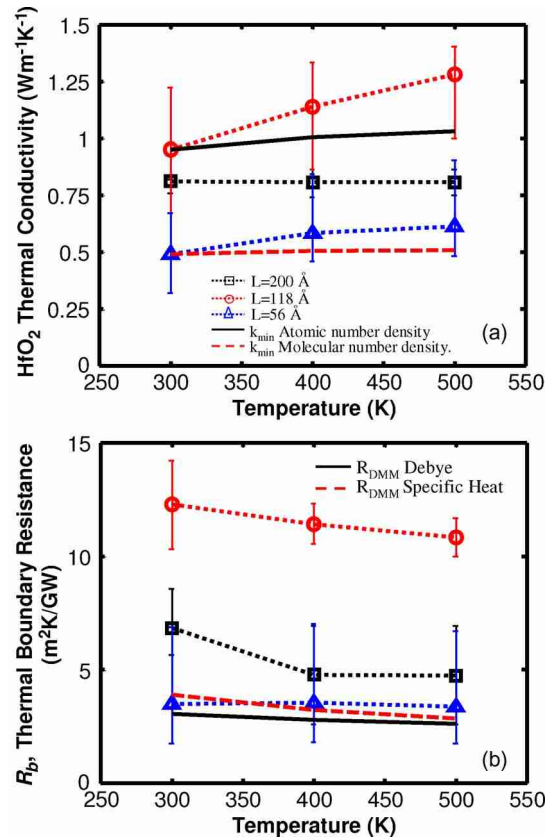 HfO₂ Thermal Conductivity (Wm⁻¹K⁻¹)
1.5
1.25
1
0.75
0.5
0.25
0
L=200 Å
L=118 Å
L=56 Å
kmin Atomic number density
kmin Molecular number density.
(a)
250 300 350 400 450 500 550
Temperature (K)
Rb, Thermal Boundary Resistance
(m²K/GW)
15
10
5
0
RDMM Debye
RDMM Specific Heat
(b)
250 300 350 400 450 500 550
Temperature (K)